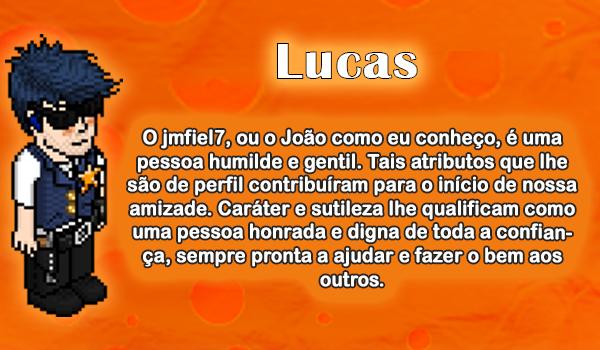 Lucas
O jmfiel7, ou o João como eu conheço, é uma
pessoa humilde e gentil. Tais atributos que lhe
são de perfil contribuíram para o início de nossa
amizade. Caráter e sutileza lhe qualificam como
uma pessoa honrada e digna de toda a confian-
ça, sempre pronta a ajudar e fazer o bem aos
outros.